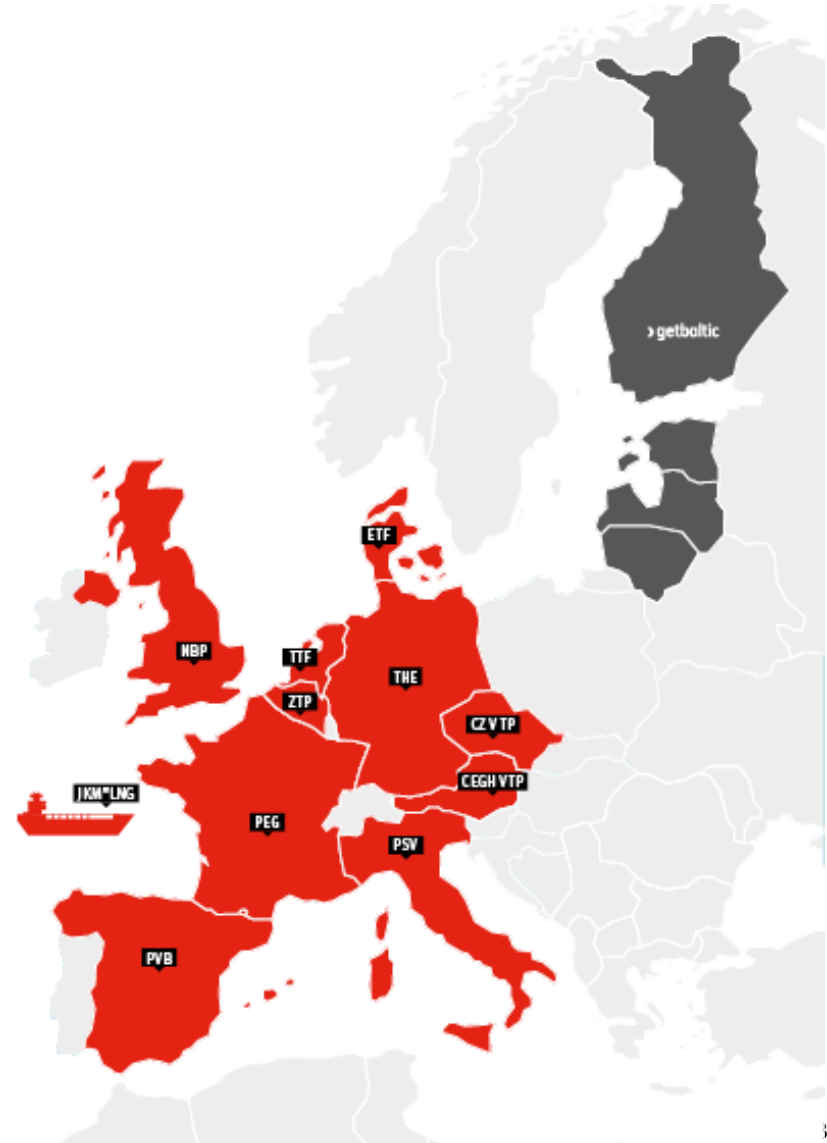 getbaltic
ETF
NBP
TTF
THE
ZTP
CZ VTP
CEGH VTP
JKM™LNG
PEG
PSV
PVB